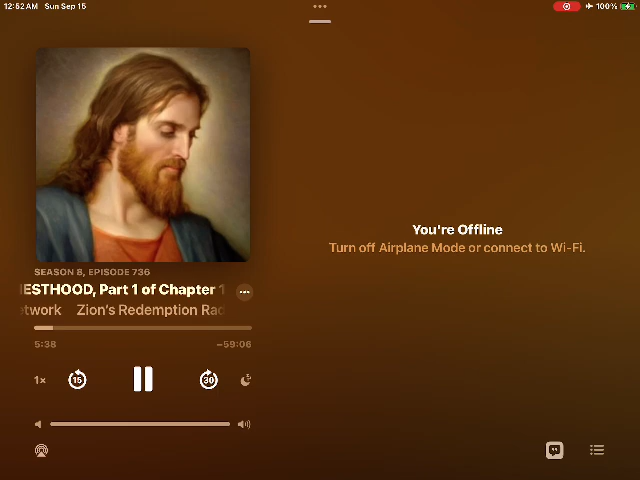 12:52 AM Sun Sep 15
100%
SEASON 8, EPISODE 736
IESTHOOD, Part 1 of Chapter 1
etwork Zion's Redemption Rad
5:38
-59:06
1×
15
30
You're Offline
Turn off Airplane Mode or connect to Wi-Fi.